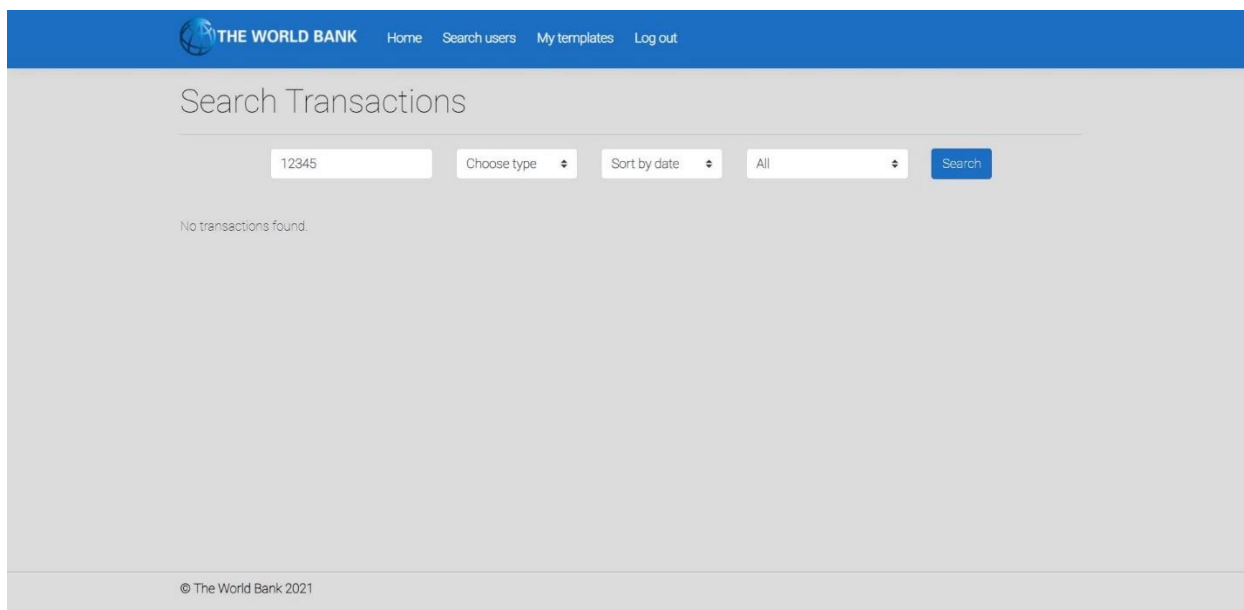 THE WORLD BANK Home Search users My templates Log out
Search Transactions
12345 Choose type Sort by date All Search
No transactions found.
© The World Bank 2021